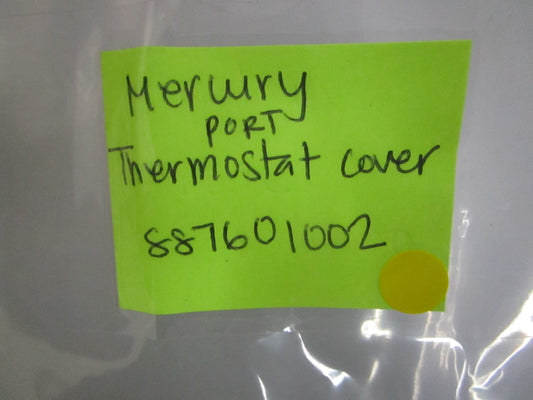 Mercury
PORT
Thermostat cover
887601002